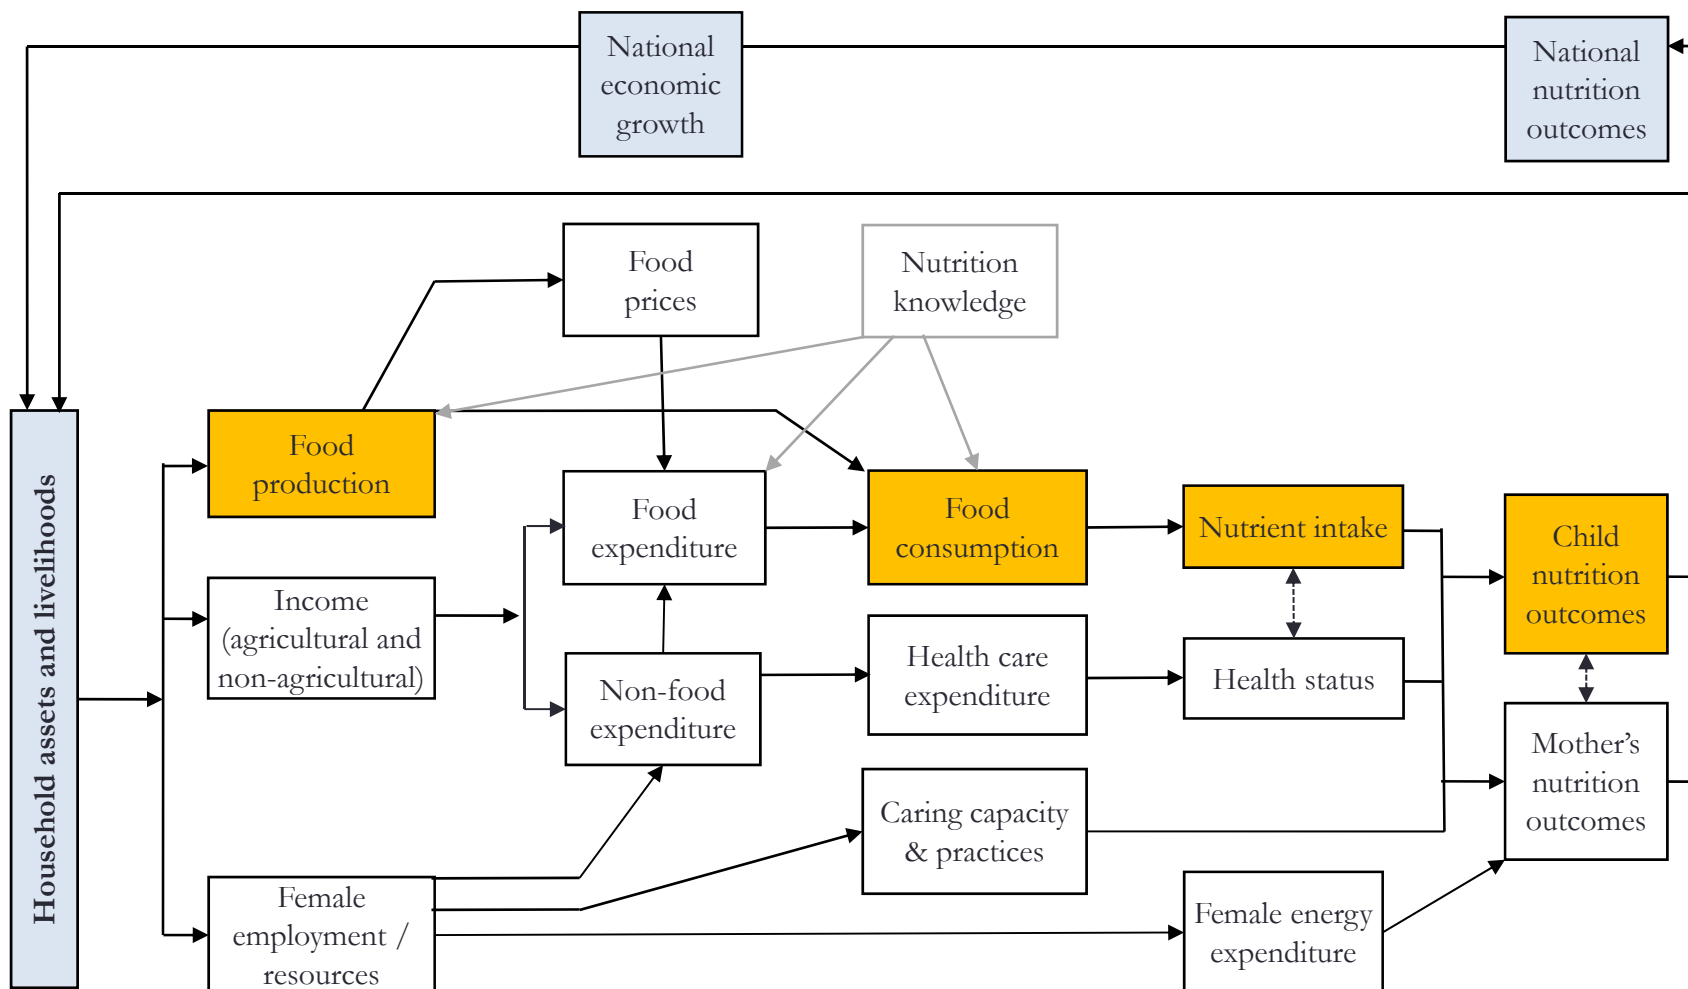 National
economic
growth
National
nutrition
outcomes
Food
prices
Nutrition
knowledge
Household assets and livelihoods
Food
production
Food
expenditure
Food
consumption
Nutrient intake
Child
nutrition
outcomes
Income
(agricultural and
non-agricultural)
Non-food
expenditure
Health care
expenditure
Health status
Mother’s
nutrition
outcomes
Caring capacity
& practices
Female
employment /
resources
Female energy
expenditure